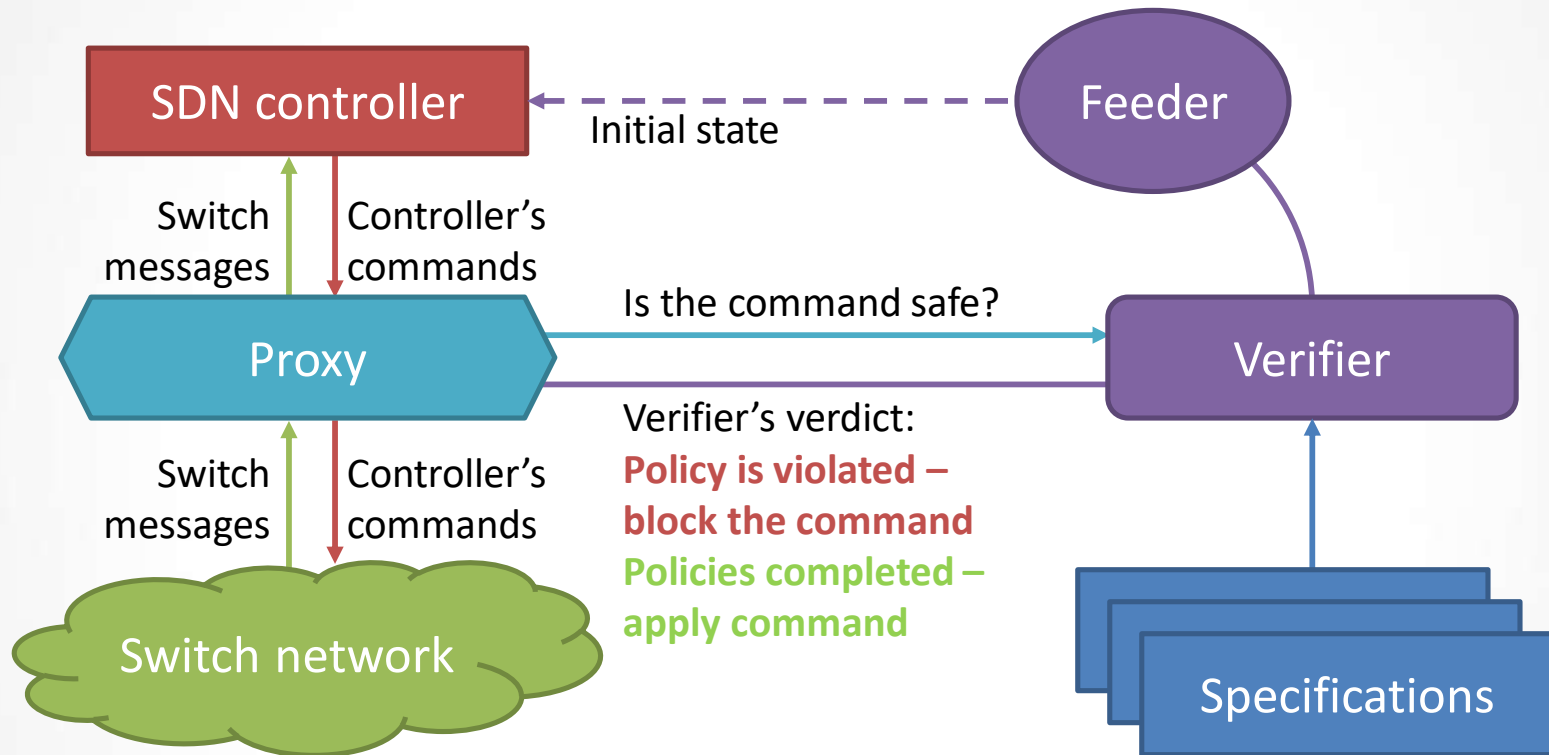 SDN controller
Feeder
Initial state
Switch
messages
Controller’s
commands
Is the command safe?
Proxy
Verifier
Verifier’s verdict:
Policy is violated –
block the command
Policies completed –
apply command
Switch
messages
Controller’s
commands
Switch network
Specifications